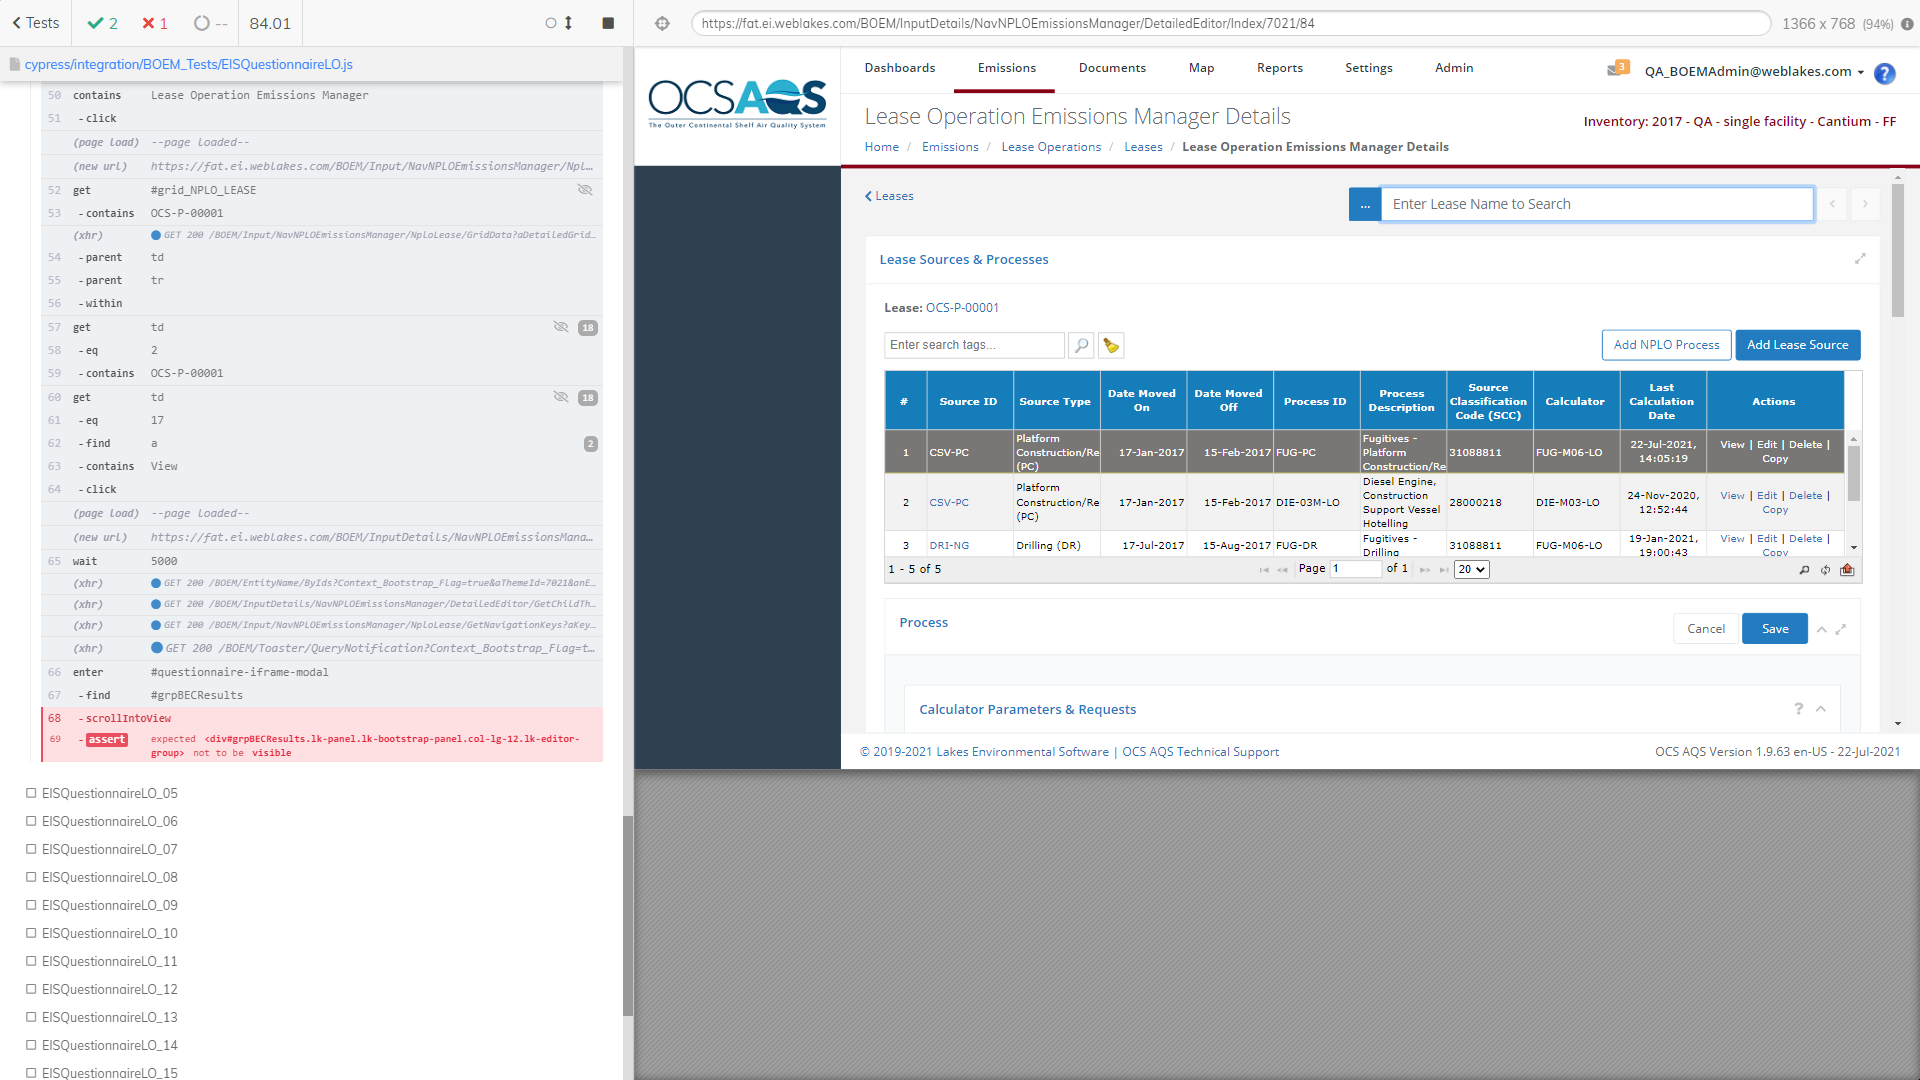 Tests
2
1
--
84.01
cypress/integration/BOEM_Tests/EISQuestionnaireLO.js
50 contains Lease Operation Emissions Manager
51 -click
(page load) --page loaded--
(new url) https://fat.ei.weblakes.com/BOEM/Input/NavNPLOEmissionsManager/Npl...
52 get #grid_NPLO_LEASE
53 -contains OCS-P-00001
(xhr) GET 200 /BOEM/Input/NavNPLOEmissionsManager/NploLease/GridData?aDetailedGrid...
54 -parent td
55 -parent tr
56 -within
57 get td 18
58 -eq 2
59 -contains OCS-P-00001
60 get td 18
61 -eq 17
62 -find a 2
63 -contains View
64 -click
(page load) --page loaded--
(new url) https://fat.ei.weblakes.com/BOEM/InputDetails/NavNPLOEmissionsMana...
65 wait 5000
(xhr) GET 200 /BOEM/EntityName/ByIds?Context_Bootstrap_Flag=true&aThemeId=7021&anE...
(xhr) GET 200 /BOEM/InputDetails/NavNPLOEmissionsManager/DetailedEditor/GetChildTh...
(xhr) GET 200 /BOEM/Input/NavNPLOEmissionsManager/NploLease/GetNavigationKeys?aKey...
(xhr) GET 200 /BOEM/Toaster/QueryNotification?Context_Bootstrap_Flag=t...
66 enter #questionnaire-iframe-modal
67 -find #grpBECResults
68 -scrollIntoView
69 -assert expected <div#grpBECResults.lk-panel.lk-bootstrap-panel.col-lg-12.lk-editor-
group> not to be visible
EISQuestionnaireLO_05
EISQuestionnaireLO_06
EISQuestionnaireLO_07
EISQuestionnaireLO_08
EISQuestionnaireLO_09
EISQuestionnaireLO_10
EISQuestionnaireLO_11
EISQuestionnaireLO_12
EISQuestionnaireLO_13
EISQuestionnaireLO_14
EISQuestionnaireLO_15
https://fat.ei.weblakes.com/BOEM/InputDetails/NavNPLOEmissionsManager/DetailedEditor/Index/7021/84
1366 x 768 (94%)
OCSAQS
The Outer Continental Shelf Air Quality System
Dashboards Emissions Documents Map Reports Settings Admin
3 QA_BOEMAdmin@weblakes.com ?
Lease Operation Emissions Manager Details
Inventory: 2017 - QA - single facility - Cantium - FF
Home / Emissions / Lease Operations / Leases / Lease Operation Emissions Manager Details
Leases
... Enter Lease Name to Search
Lease Sources & Processes
Lease: OCS-P-00001
Enter search tags...
Add NPLO Process Add Lease Source
# Source ID Source Type Date Moved On Date Moved Off Process ID Process Description Source Classification Code (SCC) Calculator Last Calculation Date Actions
1 CSV-PC Platform Construction/Re (PC) 17-Jan-2017 15-Feb-2017 FUG-PC Fugitives - Platform Construction/Re 31088811 FUG-M06-LO 22-Jul-2021, 14:05:19 View | Edit | Delete | Copy
2 CSV-PC Platform Construction/Re (PC) 17-Jan-2017 15-Feb-2017 DIE-03M-LO Diesel Engine, Construction Support Vessel Hotelling 28000218 DIE-M03-LO 24-Nov-2020, 12:52:44 View | Edit | Delete | Copy
3 DRI-NG Drilling (DR) 17-Jul-2017 15-Aug-2017 FUG-DR Fugitives - Drilling 31088811 FUG-M06-LO 19-Jan-2021, 19:00:43 View | Edit | Delete | Copy
1 - 5 of 5
Page 1 of 1 20
Process
Cancel Save
Calculator Parameters & Requests
?
© 2019-2021 Lakes Environmental Software | OCS AQS Technical Support
OCS AQS Version 1.9.63 en-US - 22-Jul-2021